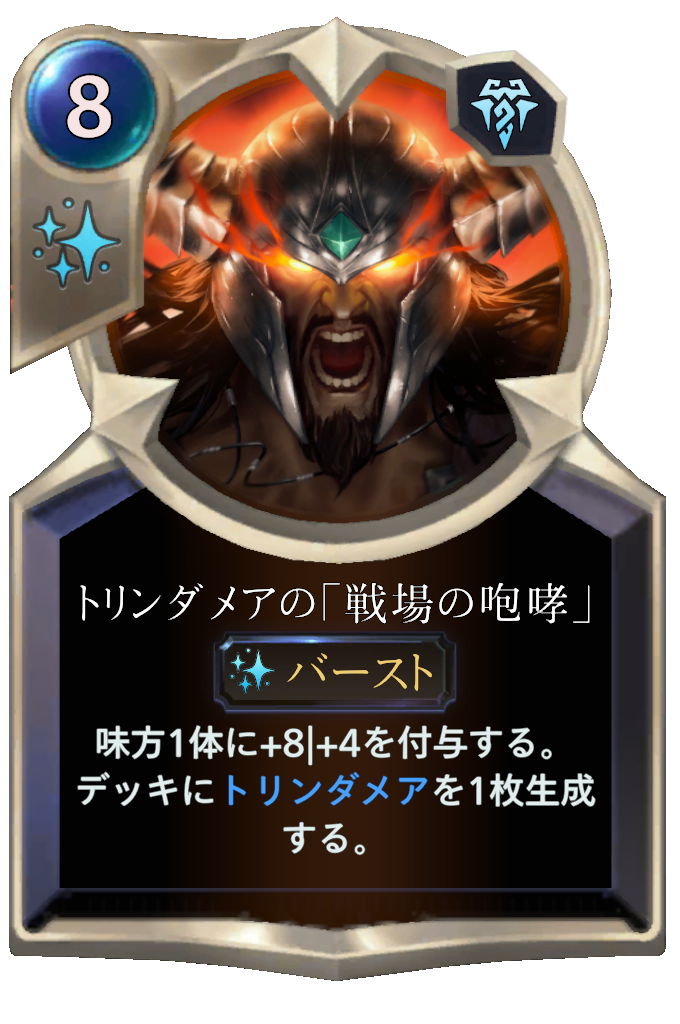 8
トリンダメアの「戦場の咆哮」
バースト
味方1体に+8|+4を付与する。
デッキにトリンダメアを1枚生成
する。